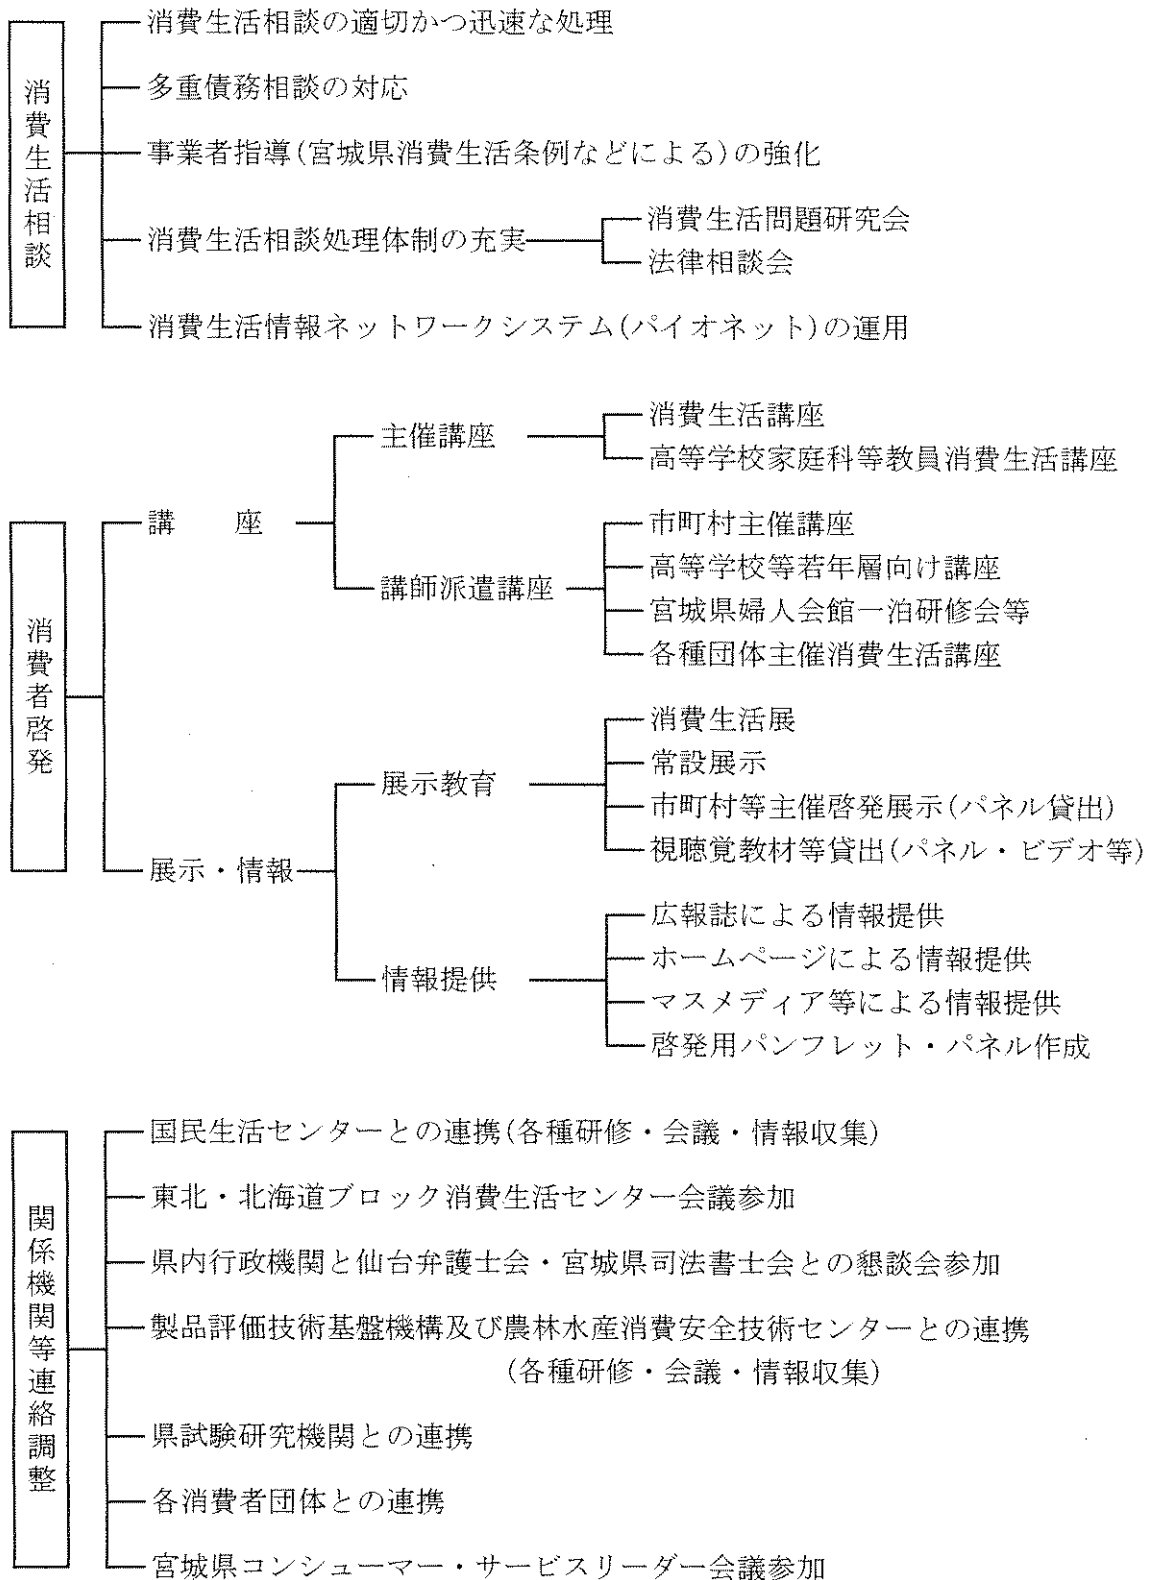 消費生活相談
消費生活相談の適切かつ迅速な処理
多重債務相談の対応
事業者指導(宮城県消費生活条例などによる)の強化
消費生活相談処理体制の充実
消費生活問題研究会
法律相談会
消費生活情報ネットワークシステム(パイオネット)の運用
消費者啓発
講　　座
主催講座
消費生活講座
高等学校家庭科等教員消費生活講座
講師派遣講座
市町村主催講座
高等学校等若年層向け講座
宮城県婦人会館一泊研修会等
各種団体主催消費生活講座
展示・情報
展示教育
消費生活展
常設展示
市町村等主催啓発展示(パネル貸出)
視聴覚教材等貸出(パネル・ビデオ等)
情報提供
広報誌による情報提供
ホームページによる情報提供
マスメディア等による情報提供
啓発用パンフレット・パネル作成
関係機関等連絡調整
国民生活センターとの連携(各種研修・会議・情報収集)
東北・北海道ブロック消費生活センター会議参加
県内行政機関と仙台弁護士会・宮城県司法書士会との懇談会参加
製品評価技術基盤機構及び農林水産消費安全技術センターとの連携
(各種研修・会議・情報収集)
県試験研究機関との連携
各消費者団体との連携
宮城県コンシューマー・サービスリーダー会議参加